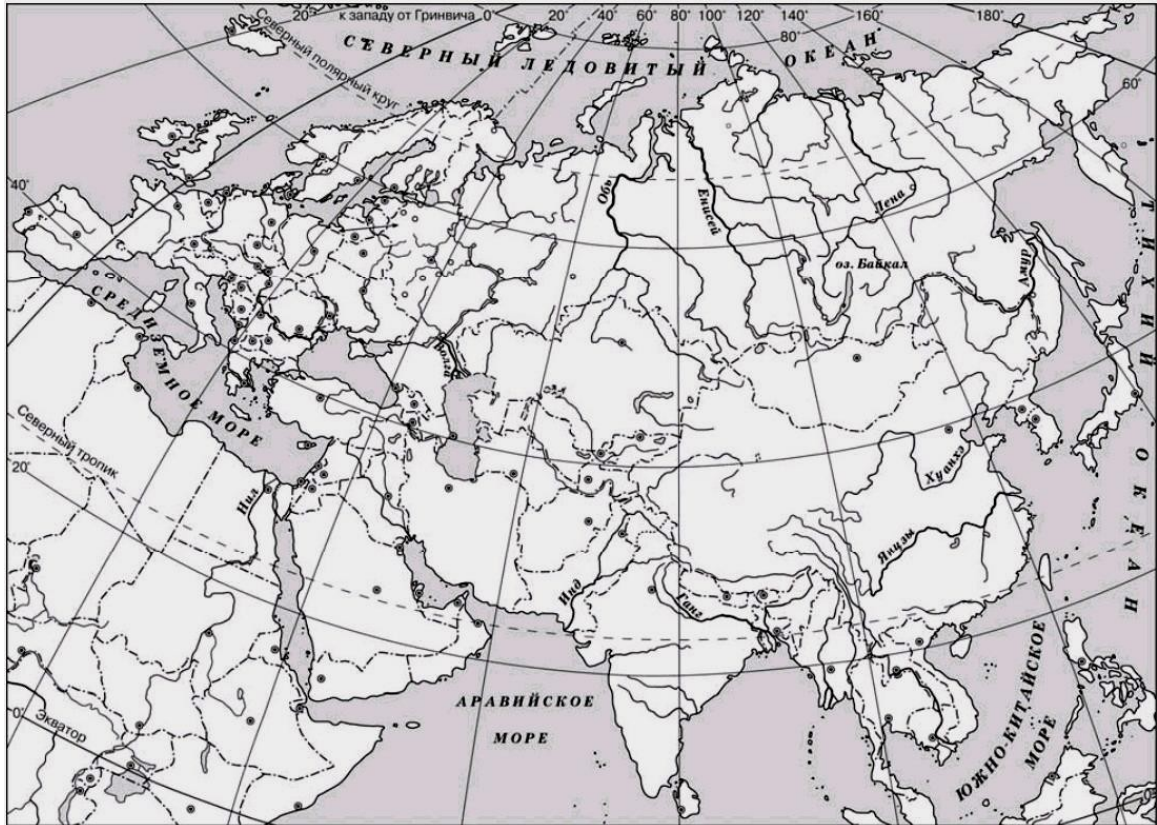 20° к западу от Гринвича 0° 20° 40° 60° 80° 100° 120° 140° 160° 180°
80°
60°
СЕВЕРНЫЙ ЛЕДОВИТЫЙ ОКЕАН
Северный полярный круг
40°
Обь
Енисей
Лена
оз. Байкал
Амур
ТИХИЙ ОКЕАН
СРЕДИЗЕМНОЕ МОРЕ
Волга
Северный тропик
20°
Нил
Хуанхэ
Янцзы
Инд
Ганг
АРАВИЙСКОЕ
МОРЕ
ЮЖНО-КИТАЙСКОЕ
МОРЕ
0°
Экватор
0°